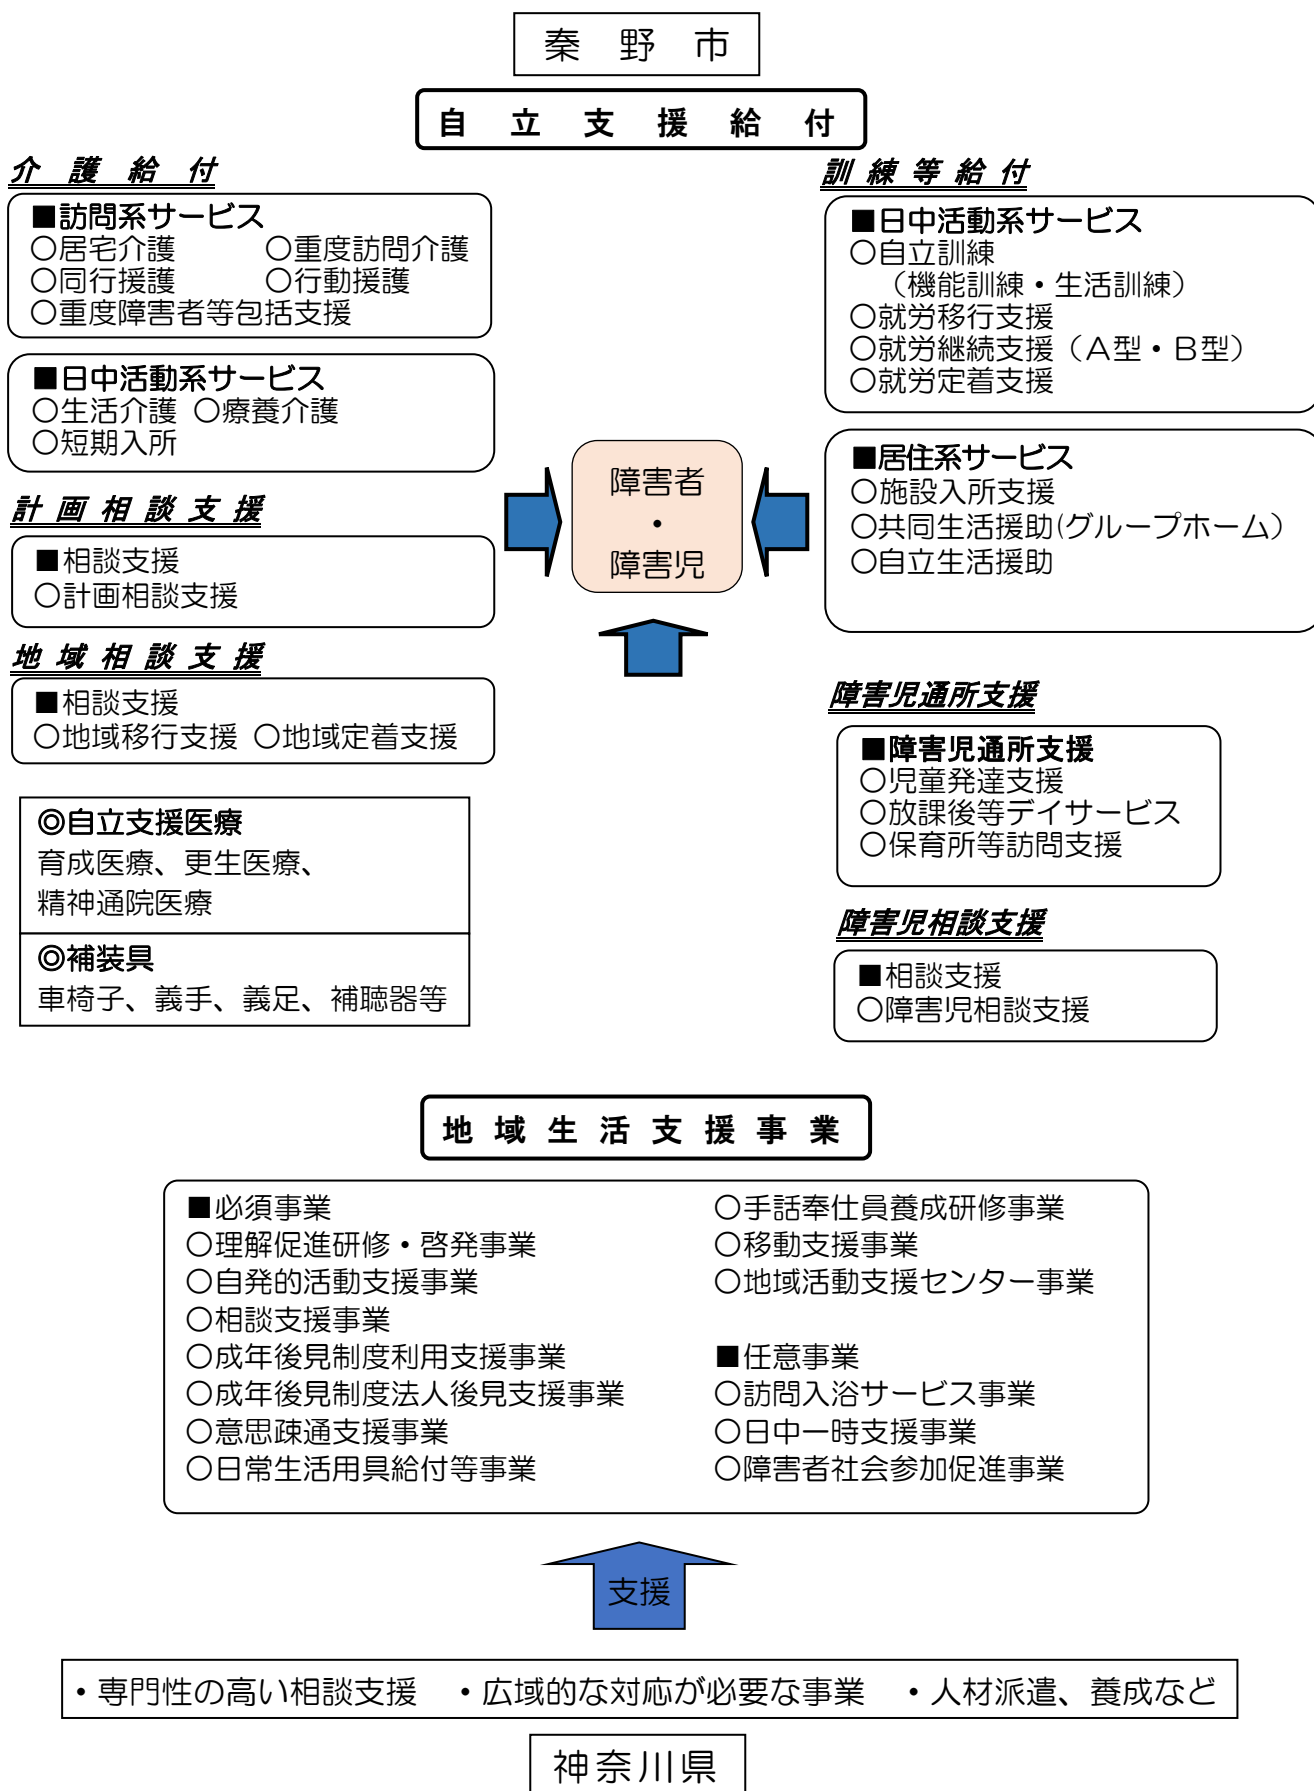 秦野市
自立支援給付
介護給付
■訪問系サービス
○居宅介護 ○重度訪問介護
○同行援護 ○行動援護
○重度障害者等包括支援
■日中活動系サービス
○生活介護 ○療養介護
○短期入所
計画相談支援
■相談支援
○計画相談支援
地域相談支援
■相談支援
○地域移行支援 ○地域定着支援
◎自立支援医療
育成医療、更生医療、
精神通院医療
◎補装具
車椅子、義手、義足、補聴器等
障害者
・
障害児
訓練等給付
■日中活動系サービス
○自立訓練
（機能訓練・生活訓練）
○就労移行支援
○就労継続支援（A型・B型）
○就労定着支援
■居住系サービス
○施設入所支援
○共同生活援助(グループホーム）
○自立生活援助
障害児通所支援
■障害児通所支援
○児童発達支援
○放課後等デイサービス
○保育所等訪問支援
障害児相談支援
■相談支援
○障害児相談支援
地域生活支援事業
■必須事業
○理解促進研修・啓発事業
○自発的活動支援事業
○相談支援事業
○成年後見制度利用支援事業
○成年後見制度法人後見支援事業
○意思疎通支援事業
○日常生活用具給付等事業
○手話奉仕員養成研修事業
○移動支援事業
○地域活動支援センター事業
■任意事業
○訪問入浴サービス事業
○日中一時支援事業
○障害者社会参加促進事業
支援
・専門性の高い相談支援 ・広域的な対応が必要な事業 ・人材派遣、養成など
神奈川県